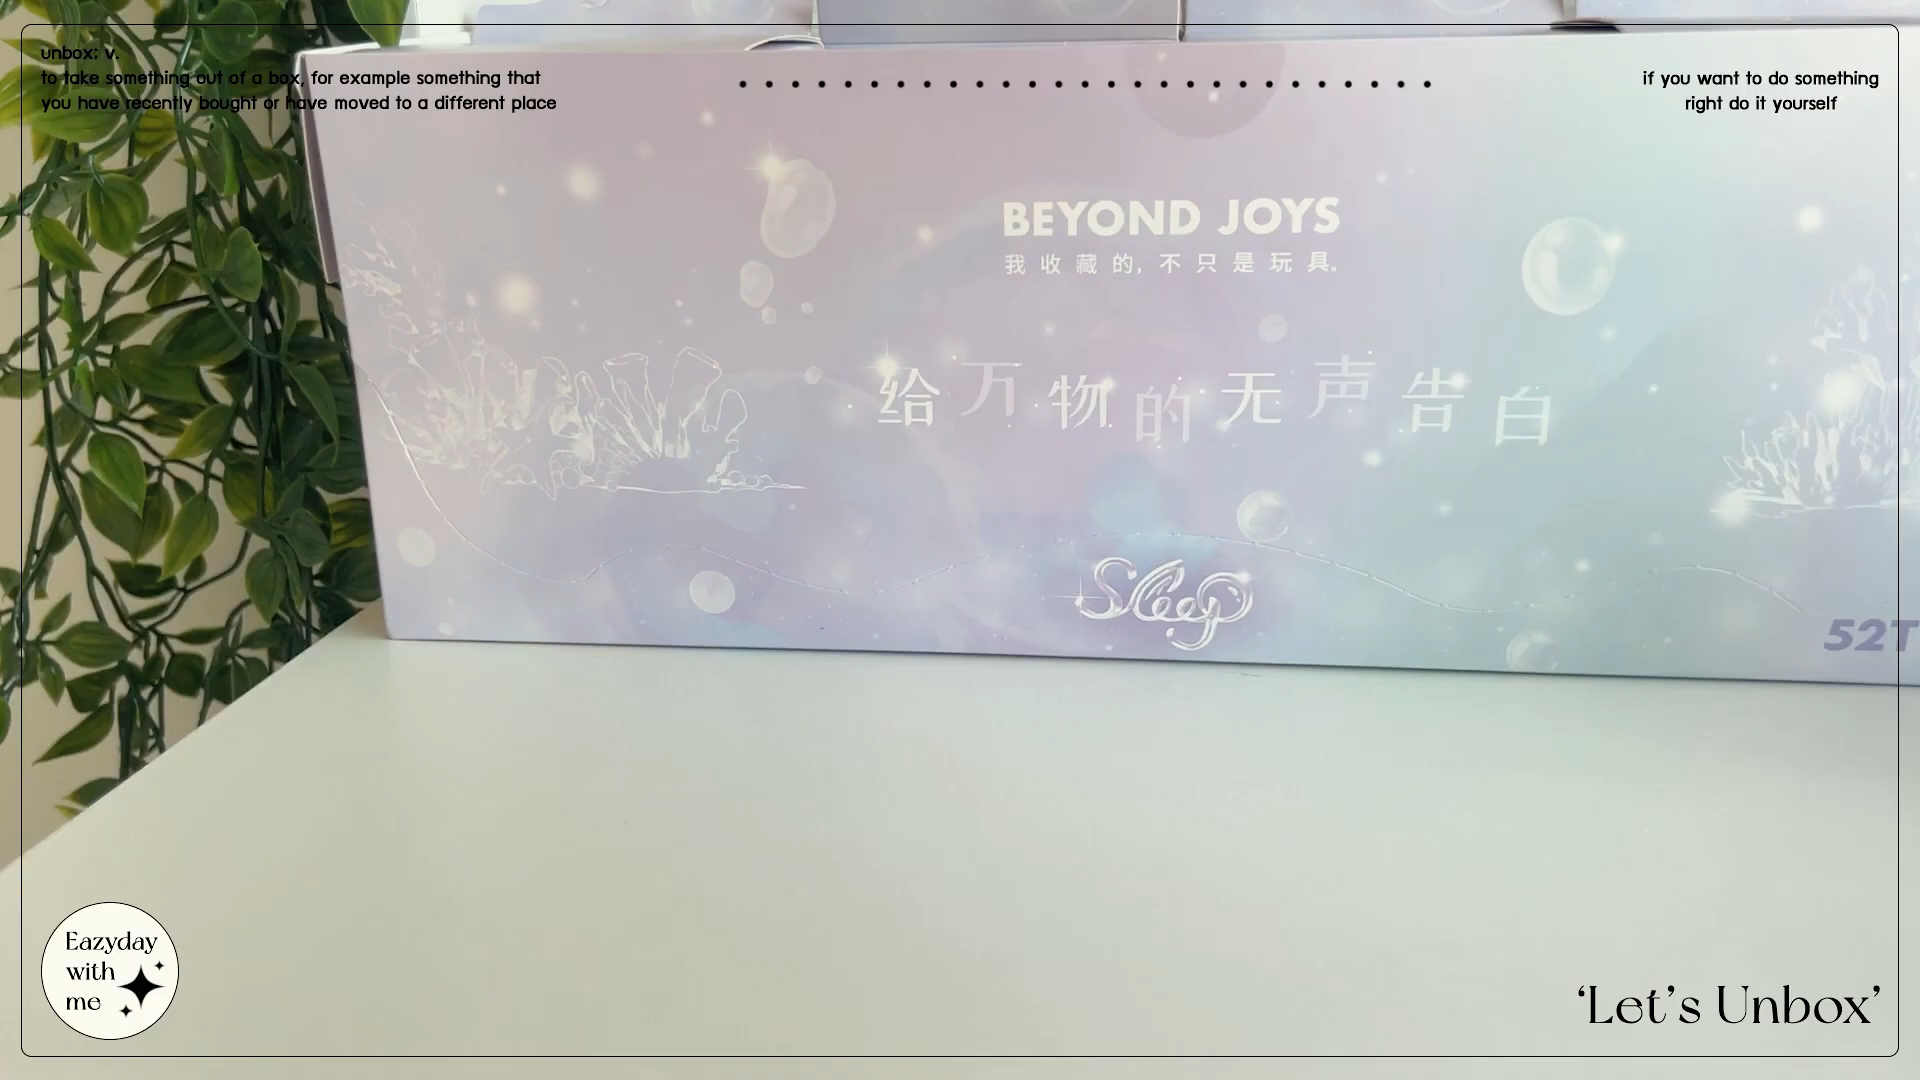 unbox; v.
to take something out of a box, for example something that
you have recently bought or have moved to a different place
if you want to do something
right do it yourself
BEYOND JOYS
我收藏的,不只是玩具。
给万物的无声告白
Sleep
52T
Eazyday
with
me
‘Let’s Unbox’